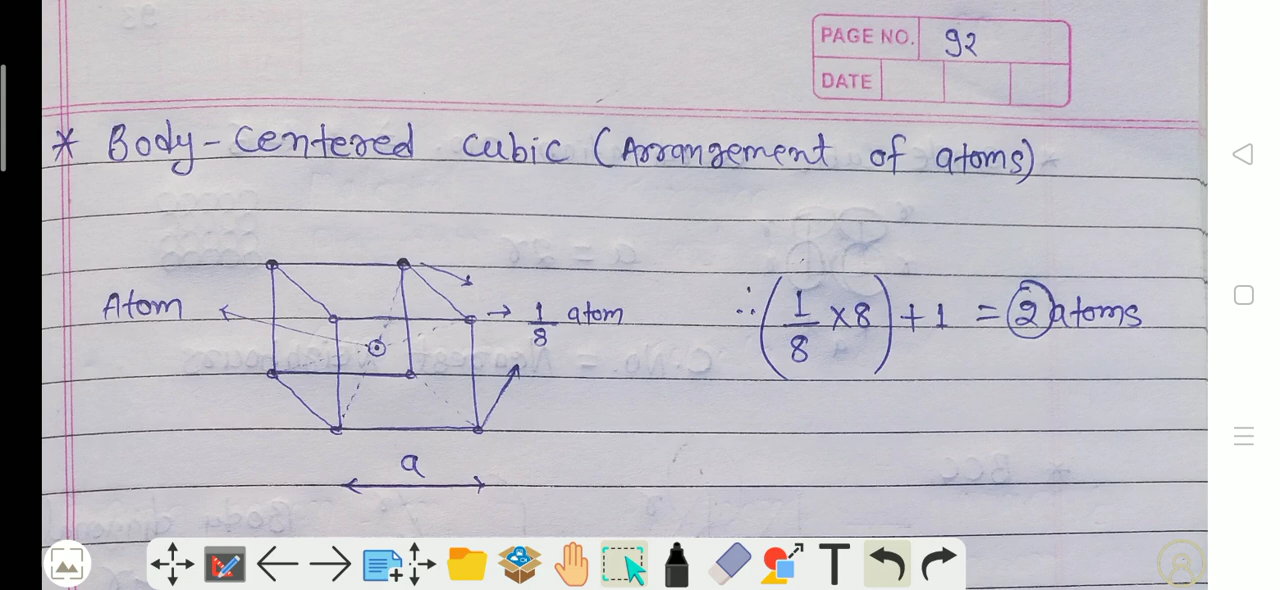 PAGE NO. 92
DATE
* Body-Centered Cubic (Arrangement of atoms)
Atom
→ 1/8 atom
∴ (1/8 × 8) + 1 = 2 atoms
a
T